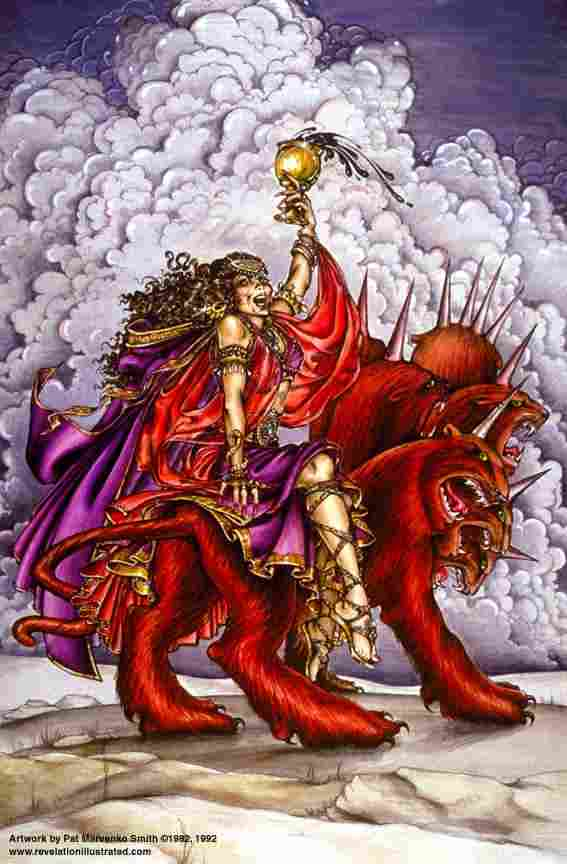 Artwork by Pat Marvenko Smith ©1982, 1992
www.revelationillustrated.com